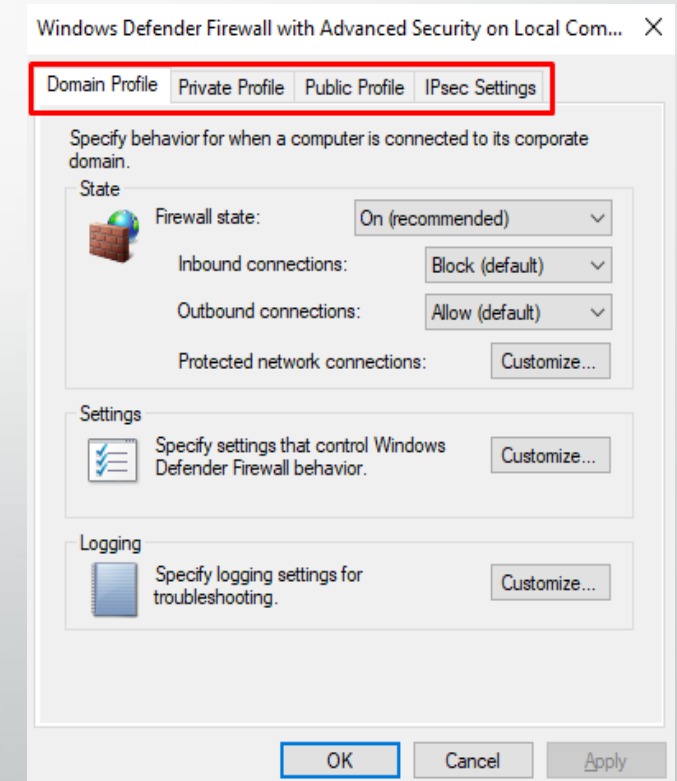 Windows Defender Firewall with Advanced Security on Local Com...
Domain Profile Private Profile Public Profile IPsec Settings
Specify behavior for when a computer is connected to its corporate
domain.
State
Firewall state: On (recommended)
Inbound connections: Block (default)
Outbound connections: Allow (default)
Protected network connections: Customize...
Settings
Specify settings that control Windows
Defender Firewall behavior.
Customize...
Logging
Specify logging settings for
troubleshooting.
Customize...
OK Cancel Apply